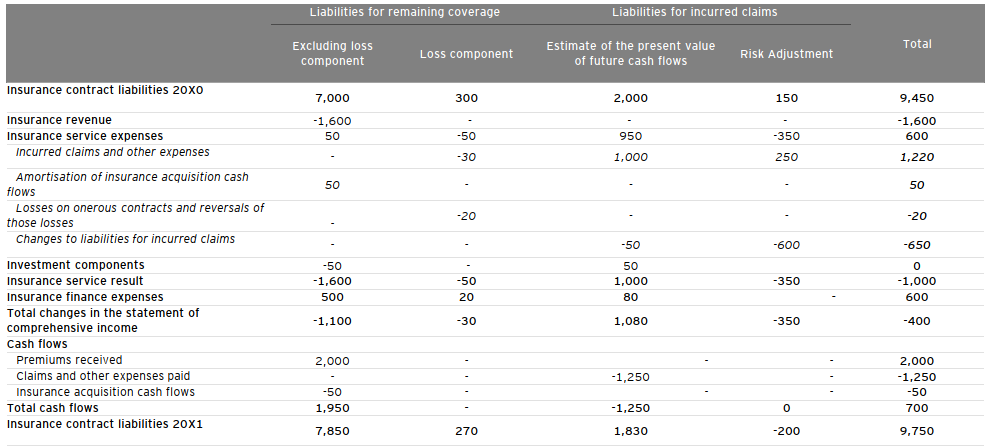 Liabilities for remaining coverage Liabilities for incurred claims
Excluding loss component Loss component Estimate of the present value of future cash flows Risk Adjustment Total
Insurance contract liabilities 20X0 7,000 300 2,000 150 9,450
Insurance revenue -1,600 - - - -1,600
Insurance service expenses 50 -50 950 -350 600
Incurred claims and other expenses - -30 1,000 250 1,220
Amortisation of insurance acquisition cash flows 50 - - - 50
Losses on onerous contracts and reversals of those losses - -20 - - -20
Changes to liabilities for incurred claims - - -50 -600 -650
Investment components -50 - 50 0
Insurance service result -1,600 -50 1,000 -350 -1,000
Insurance finance expenses 500 20 80 - 600
Total changes in the statement of comprehensive income -1,100 -30 1,080 -350 -400
Cash flows
Premiums received 2,000 - - - 2,000
Claims and other expenses paid - - -1,250 - -1,250
Insurance acquisition cash flows -50 - - - -50
Total cash flows 1,950 - -1,250 0 700
Insurance contract liabilities 20X1 7,850 270 1,830 -200 9,750